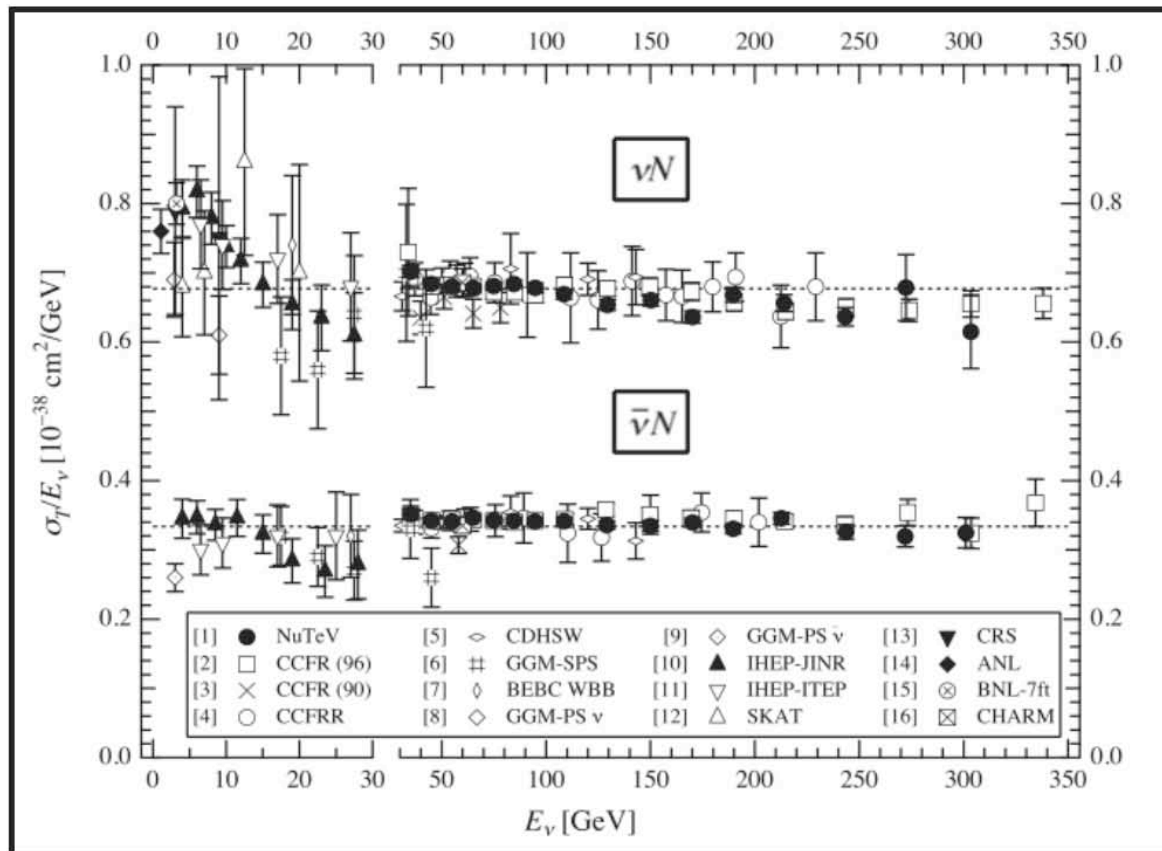 0 10 20 30 50 100 150 200 250 300 350
1.0 1.0
0.8 0.8
νN
0.6 0.6
σT/Eν [10⁻³⁸ cm²/GeV]
ν̄N
0.4 0.4
0.2 0.2
[1] NuTeV [5] CDHSW [9] GGM-PS ν̄ [13] CRS
[2] CCFR (96) [6] GGM-SPS [10] IHEP-JINR [14] ANL
[3] CCFR (90) [7] BEBC WBB [11] IHEP-ITEP [15] BNL-7ft
[4] CCFRR [8] GGM-PS ν [12] SKAT [16] CHARM
0.0 0.0
0 10 20 30 50 100 150 200 250 300 350
Eν [GeV]